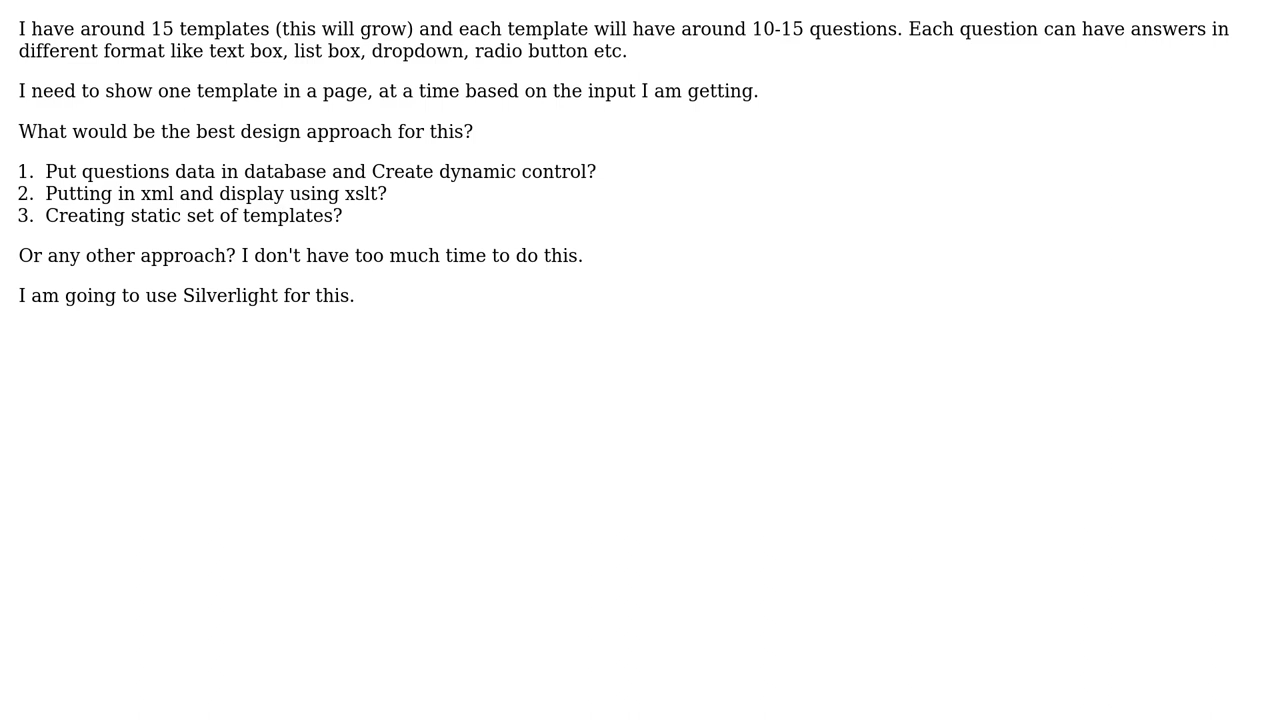 I have around 15 templates (this will grow) and each template will have around 10-15 questions. Each question can have answers in
different format like text box, list box, dropdown, radio button etc.
I need to show one template in a page, at a time based on the input I am getting.
What would be the best design approach for this?
1. Put questions data in database and Create dynamic control?
2. Putting in xml and display using xslt?
3. Creating static set of templates?
Or any other approach? I don't have too much time to do this.
I am going to use Silverlight for this.